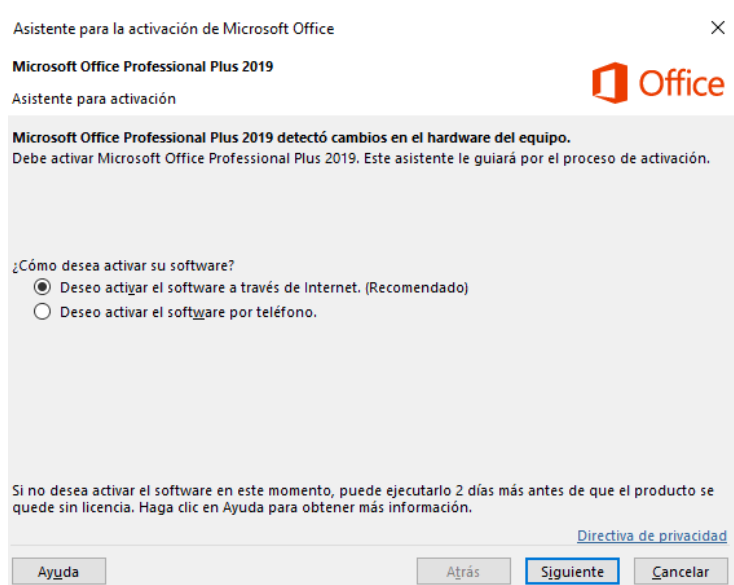 Asistente para la activación de Microsoft Office
Microsoft Office Professional Plus 2019
Office
Asistente para activación
Microsoft Office Professional Plus 2019 detectó cambios en el hardware del equipo.
Debe activar Microsoft Office Professional Plus 2019. Este asistente le guiará por el proceso de activación.
¿Cómo desea activar su software?
Deseo activar el software a través de Internet. (Recomendado)
Deseo activar el software por teléfono.
Si no desea activar el software en este momento, puede ejecutarlo 2 días más antes de que el producto se
quede sin licencia. Haga clic en Ayuda para obtener más información.
Directiva de privacidad
Ayuda
Atrás
Siguiente
Cancelar